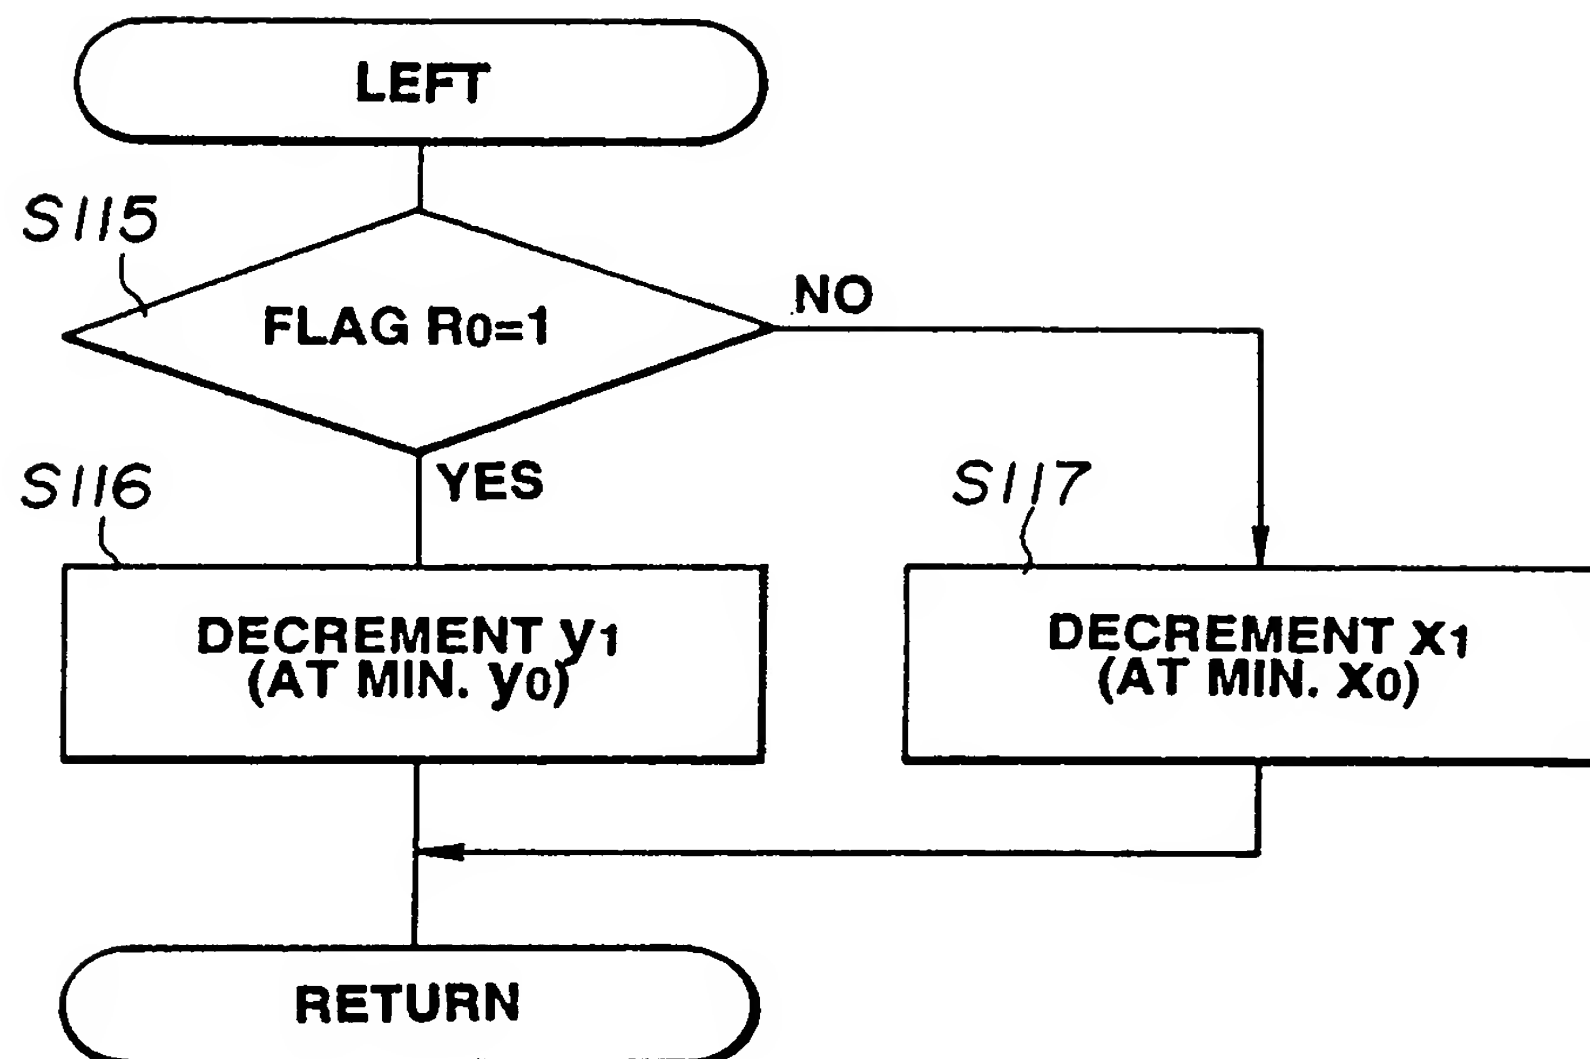 LEFT
S115
FLAG R0=1
NO
YES
S116
S117
DECREMENT y1
(AT MIN. y0)
DECREMENT x1
(AT MIN. x0)
RETURN